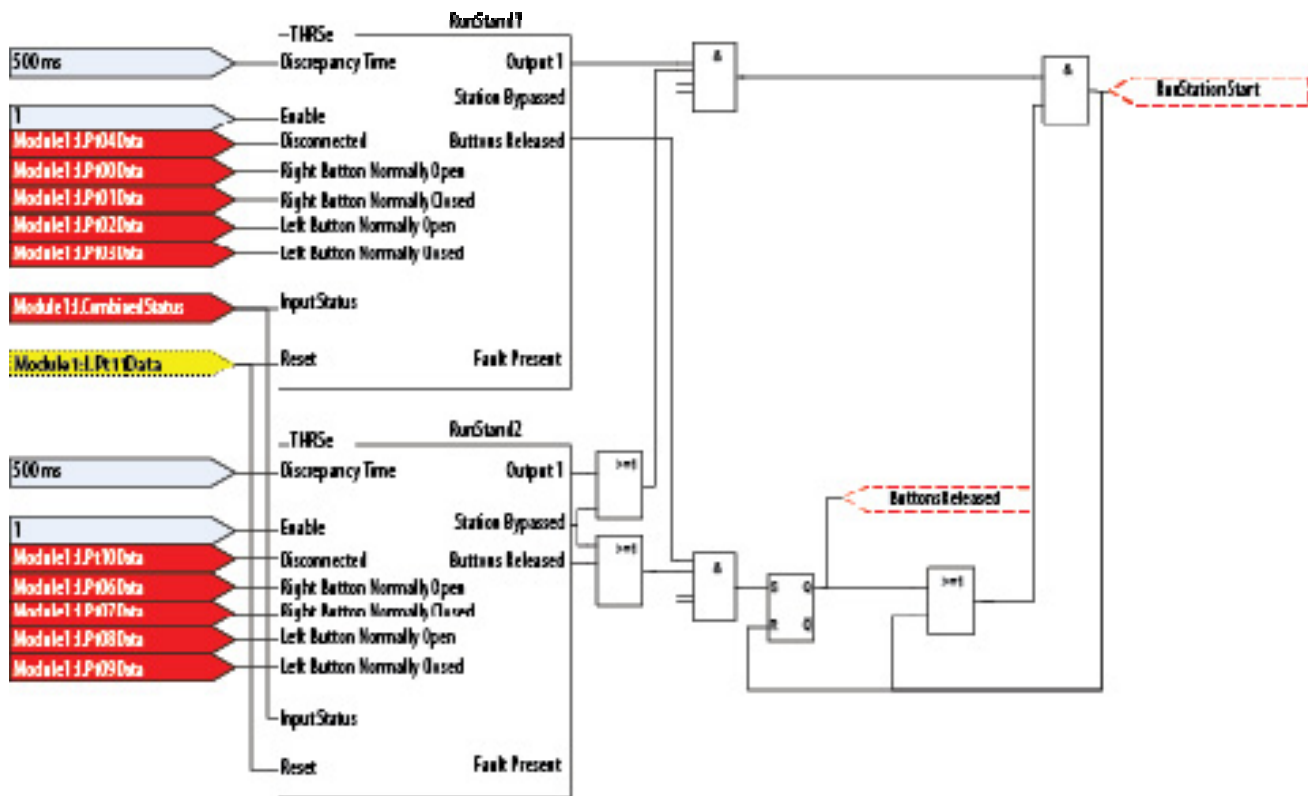 RunStand1
THRSe
500 ms
Discrepancy Time
Output 1
&
&
RunStationStart
Station Bypassed
1
Enable
Module1:I.Pt04Data
Disconnected
Buttons Released
Module1:I.Pt00Data
Right Button Normally Open
Module1:I.Pt01Data
Right Button Normally Closed
Module1:I.Pt02Data
Left Button Normally Open
Module1:I.Pt03Data
Left Button Normally Closed
Module1:I.CombinedStatus
Input Status
Module1:I.Pt11Data
Reset
Fault Present
RunStand2
THRSe
500 ms
Discrepancy Time
Output 1
>=1
ButtonsReleased
1
Enable
Station Bypassed
Module1:I.Pt10Data
Disconnected
Buttons Released
>=1
&
Module1:I.Pt06Data
Right Button Normally Open
S Q
>=1
Module1:I.Pt07Data
Right Button Normally Closed
Module1:I.Pt08Data
Left Button Normally Open
R Q
Module1:I.Pt09Data
Left Button Normally Closed
Input Status
Reset
Fault Present